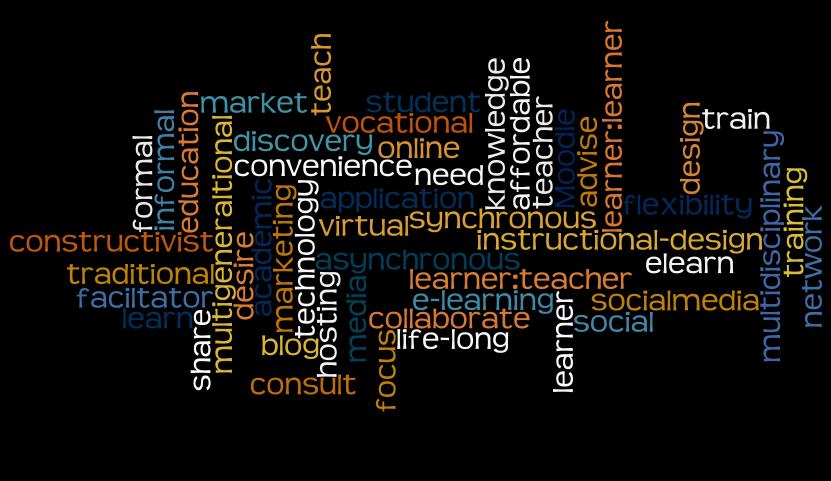 teach
market
student
vocational
discovery
online
convenience
need
knowledge
affordable
teacher
Moodle
advise
learner:learner
design
train
formal
informal
education
multigeneraltional
academic
marketing
technology
application
flexibility
virtual
synchronous
instructional-design
multidisciplinary
training
network
constructivist
desire
asynchronous
elearn
traditional
learner:teacher
facilitator
e-learning
socialmedia
learn
share
hosting
media
collaborate
social
blog
focus
life-long
learner
consult